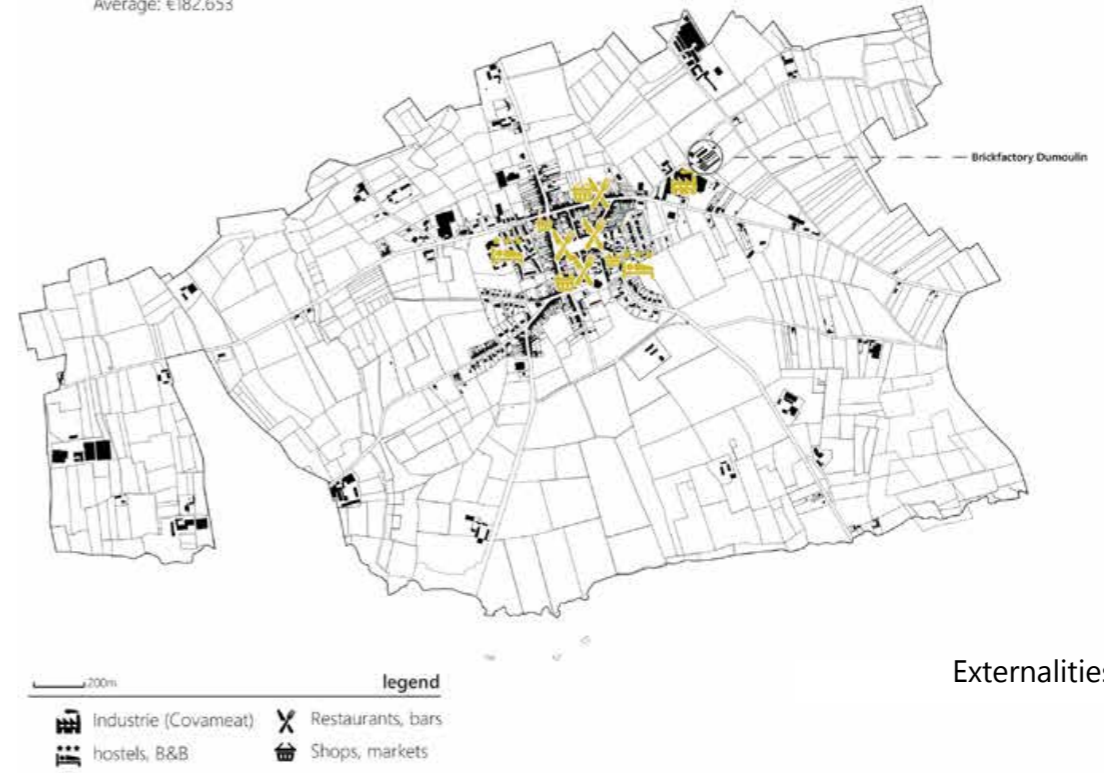 Average: €182.653
Brickfactory Dumoulin
200m
legend
Externalities
Industrie (Covameat)
Restaurants, bars
hostels, B&B
Shops, markets